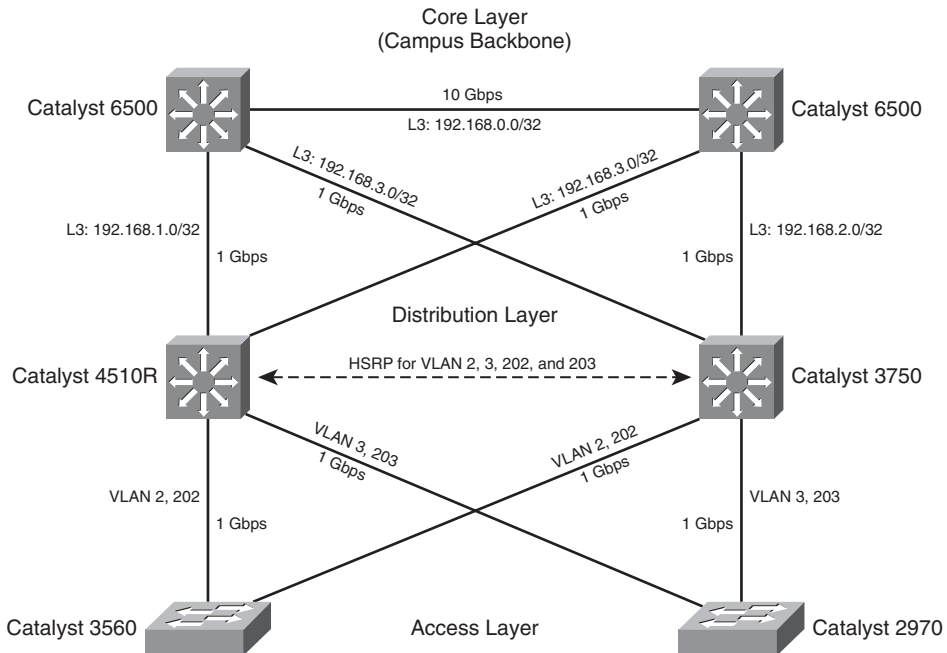 Core Layer
(Campus Backbone)
Catalyst 6500
10 Gbps
L3: 192.168.0.0/32
Catalyst 6500
L3: 192.168.3.0/32
1 Gbps
L3: 192.168.3.0/32
1 Gbps
L3: 192.168.1.0/32
1 Gbps
L3: 192.168.2.0/32
1 Gbps
Distribution Layer
Catalyst 4510R
HSRP for VLAN 2, 3, 202, and 203
Catalyst 3750
VLAN 3, 203
1 Gbps
VLAN 2, 202
1 Gbps
VLAN 2, 202
1 Gbps
VLAN 3, 203
1 Gbps
Catalyst 3560
Access Layer
Catalyst 2970